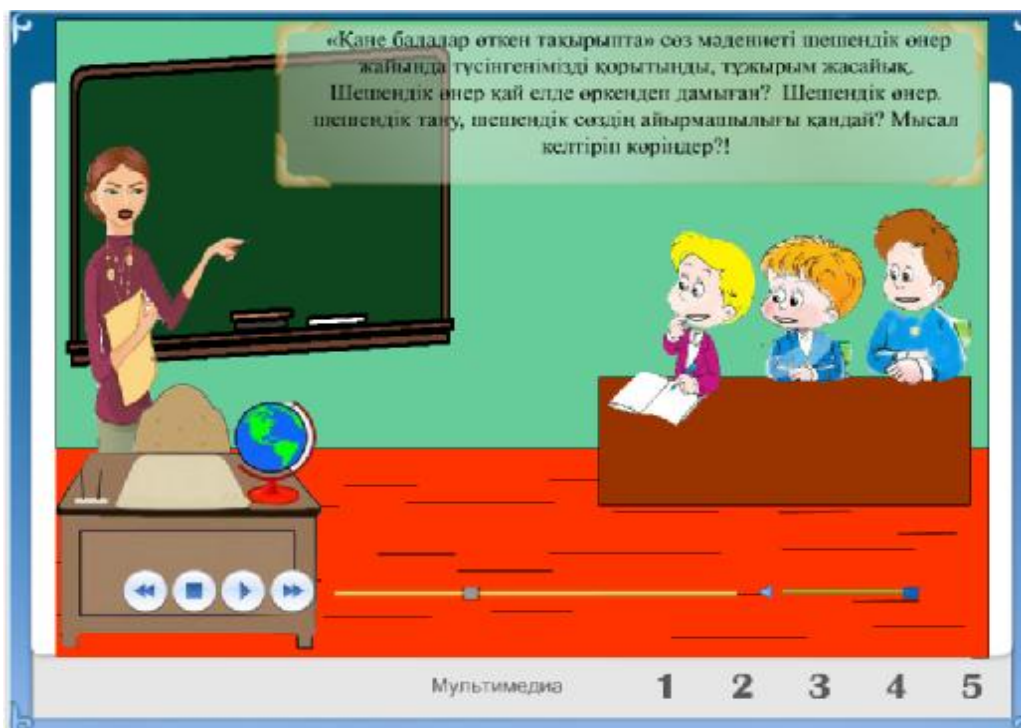 «Қане балалар өткен тақырыпта» сөз мәдениеті шешендік өнер
жайында түсінгенімізді қорытынды, тұжырым жасайық.
Шешендік өнер қай елде өркендеп дамыған? Шешендік өнер.
шешендік тану, шешендік сөздің айырмашылығы қандай? Мысал
келтіріп көріңдер?!
Мультимедиа 1 2 3 4 5